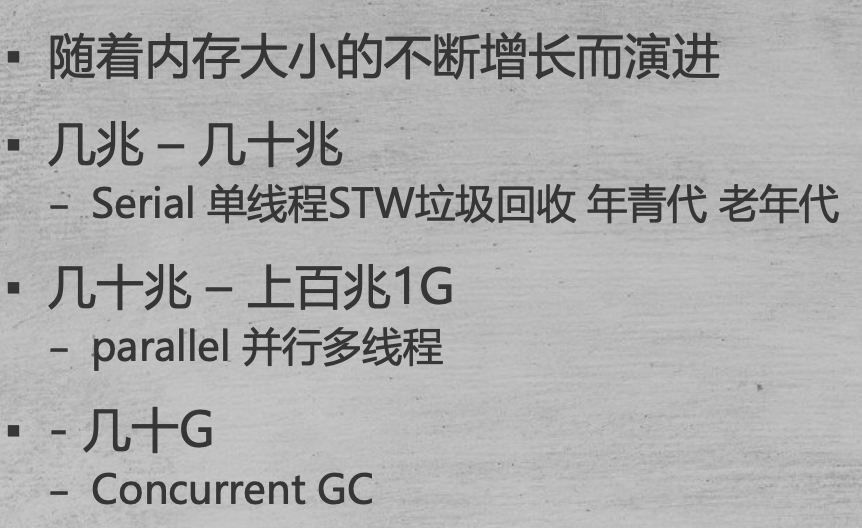 ▪ 随着内存大小的不断增长而演进
▪ 几兆 – 几十兆
– Serial 单线程STW垃圾回收 年青代 老年代
▪ 几十兆 – 上百兆1G
– parallel 并行多线程
▪ - 几十G
– Concurrent GC